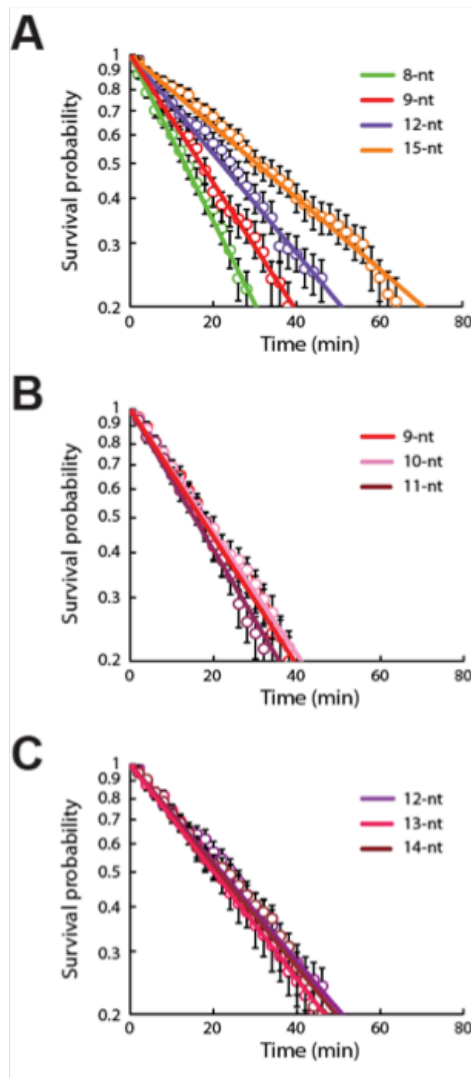 A
Survival probability
1
0.9
0.8
0.7
0.6
0.5
0.4
0.3
0.2
8-nt
9-nt
12-nt
15-nt
0 20 40 60 80
Time (min)
B
Survival probability
1
0.9
0.8
0.7
0.6
0.5
0.4
0.3
0.2
9-nt
10-nt
11-nt
0 20 40 60 80
Time (min)
C
Survival probability
1
0.9
0.8
0.7
0.6
0.5
0.4
0.3
0.2
12-nt
13-nt
14-nt
0 20 40 60 80
Time (min)